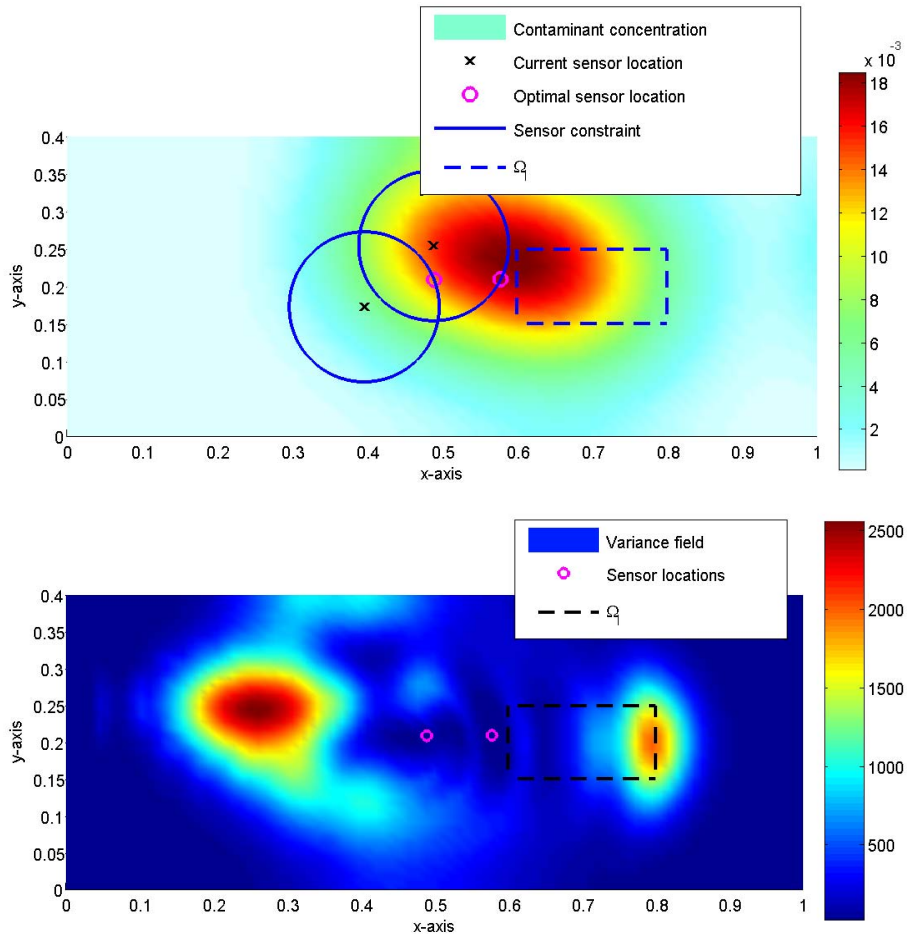 Contaminant concentration
Current sensor location
Optimal sensor location
Sensor constraint
Ω1
x 10-3
18
16
14
12
10
8
6
4
2
0.4
0.35
0.3
0.25
0.2
0.15
0.1
0.05
0
y-axis
0 0.1 0.2 0.3 0.4 0.5 0.6 0.7 0.8 0.9 1
x-axis
Variance field
Sensor locations
Ω1
2500
2000
1500
1000
500
0.4
0.35
0.3
0.25
0.2
0.15
0.1
0.05
0
y-axis
0 0.1 0.2 0.3 0.4 0.5 0.6 0.7 0.8 0.9 1
x-axis